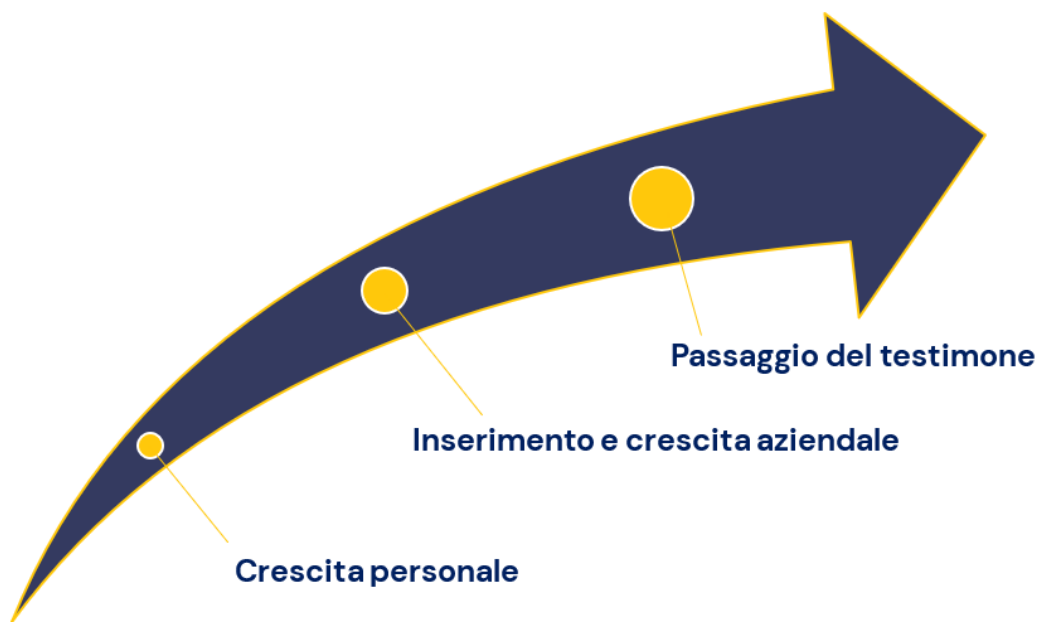 Passaggio del testimone
Inserimento e crescita aziendale
Crescita personale